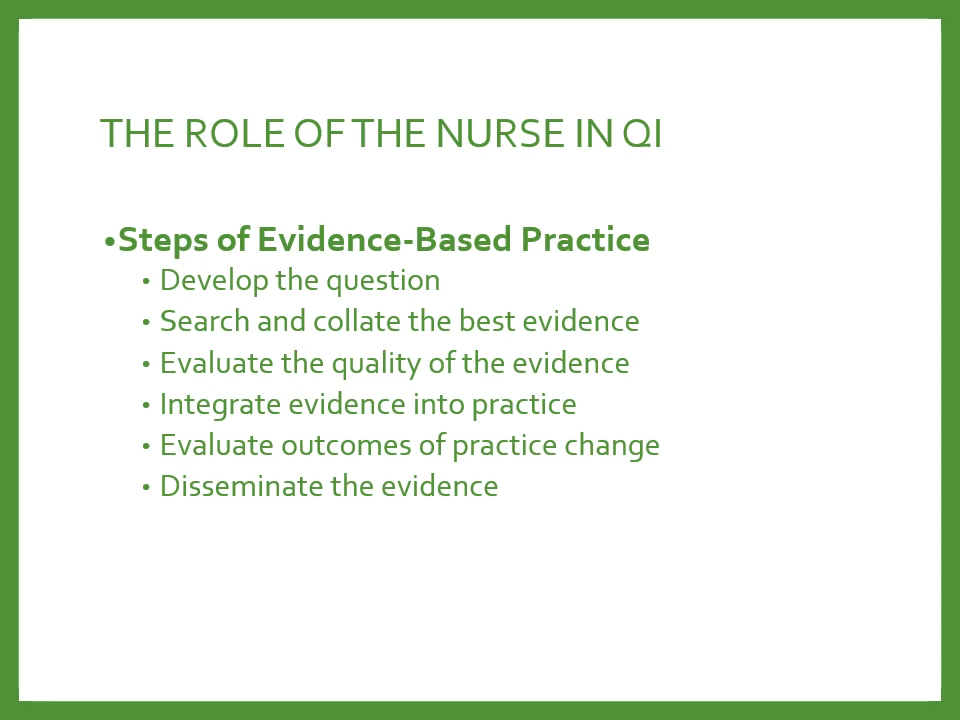 THE ROLE OF THE NURSE IN QI
•Steps of Evidence-Based Practice
• Develop the question
• Search and collate the best evidence
• Evaluate the quality of the evidence
• Integrate evidence into practice
• Evaluate outcomes of practice change
• Disseminate the evidence